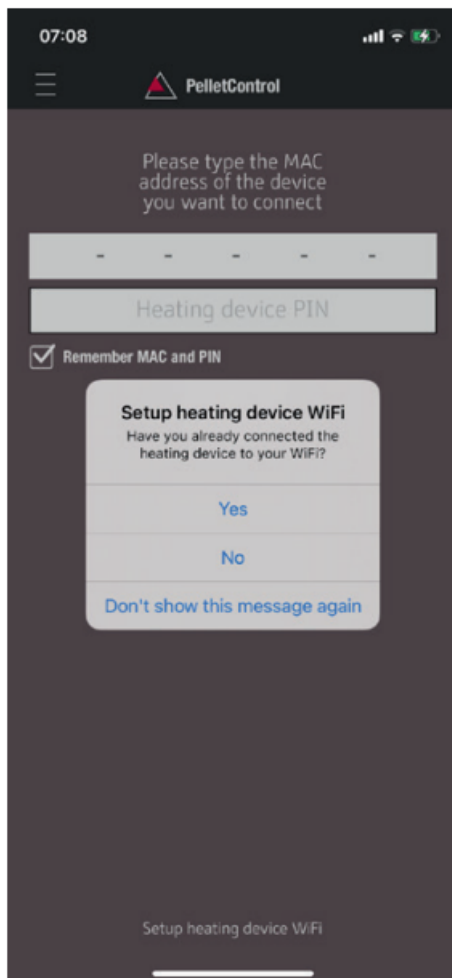 07:08
PelletControl
Please type the MAC
address of the device
you want to connect
- - - - -
Heating device PIN
Remember MAC and PIN
Setup heating device WiFi
Have you already connected the
heating device to your WiFi?
Yes
No
Don't show this message again
Setup heating device WiFi